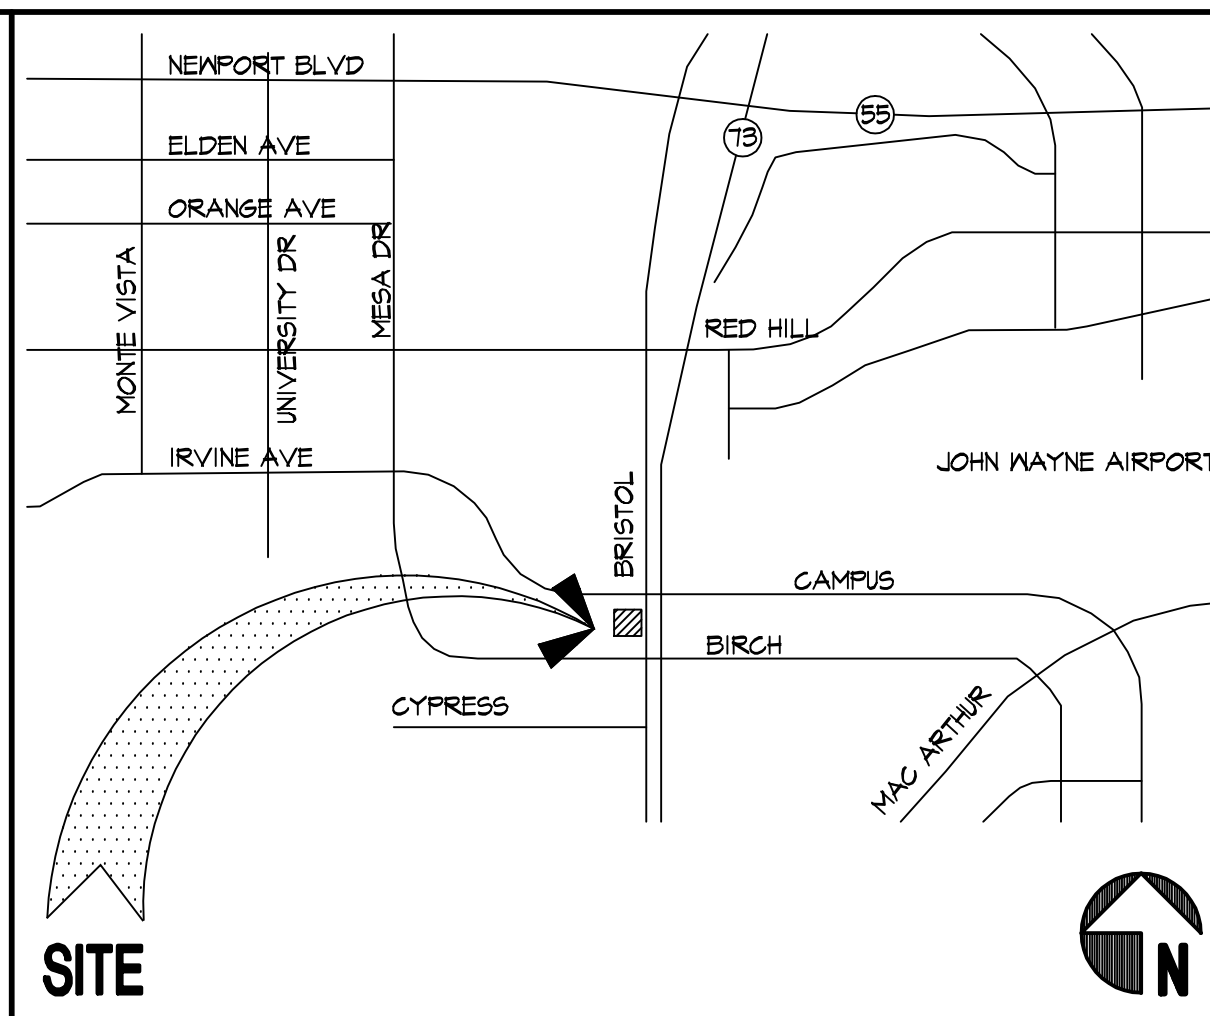 NEWPORT BLVD
55
73
ELDEN AVE
ORANGE AVE
MONTE VISTA
UNIVERSITY DR
MESA DR
RED HILL
IRVINE AVE
JOHN WAYNE AIRPORT
BRISTOL
CAMPUS
BIRCH
CYPRESS
MAC ARTHUR
SITE
N